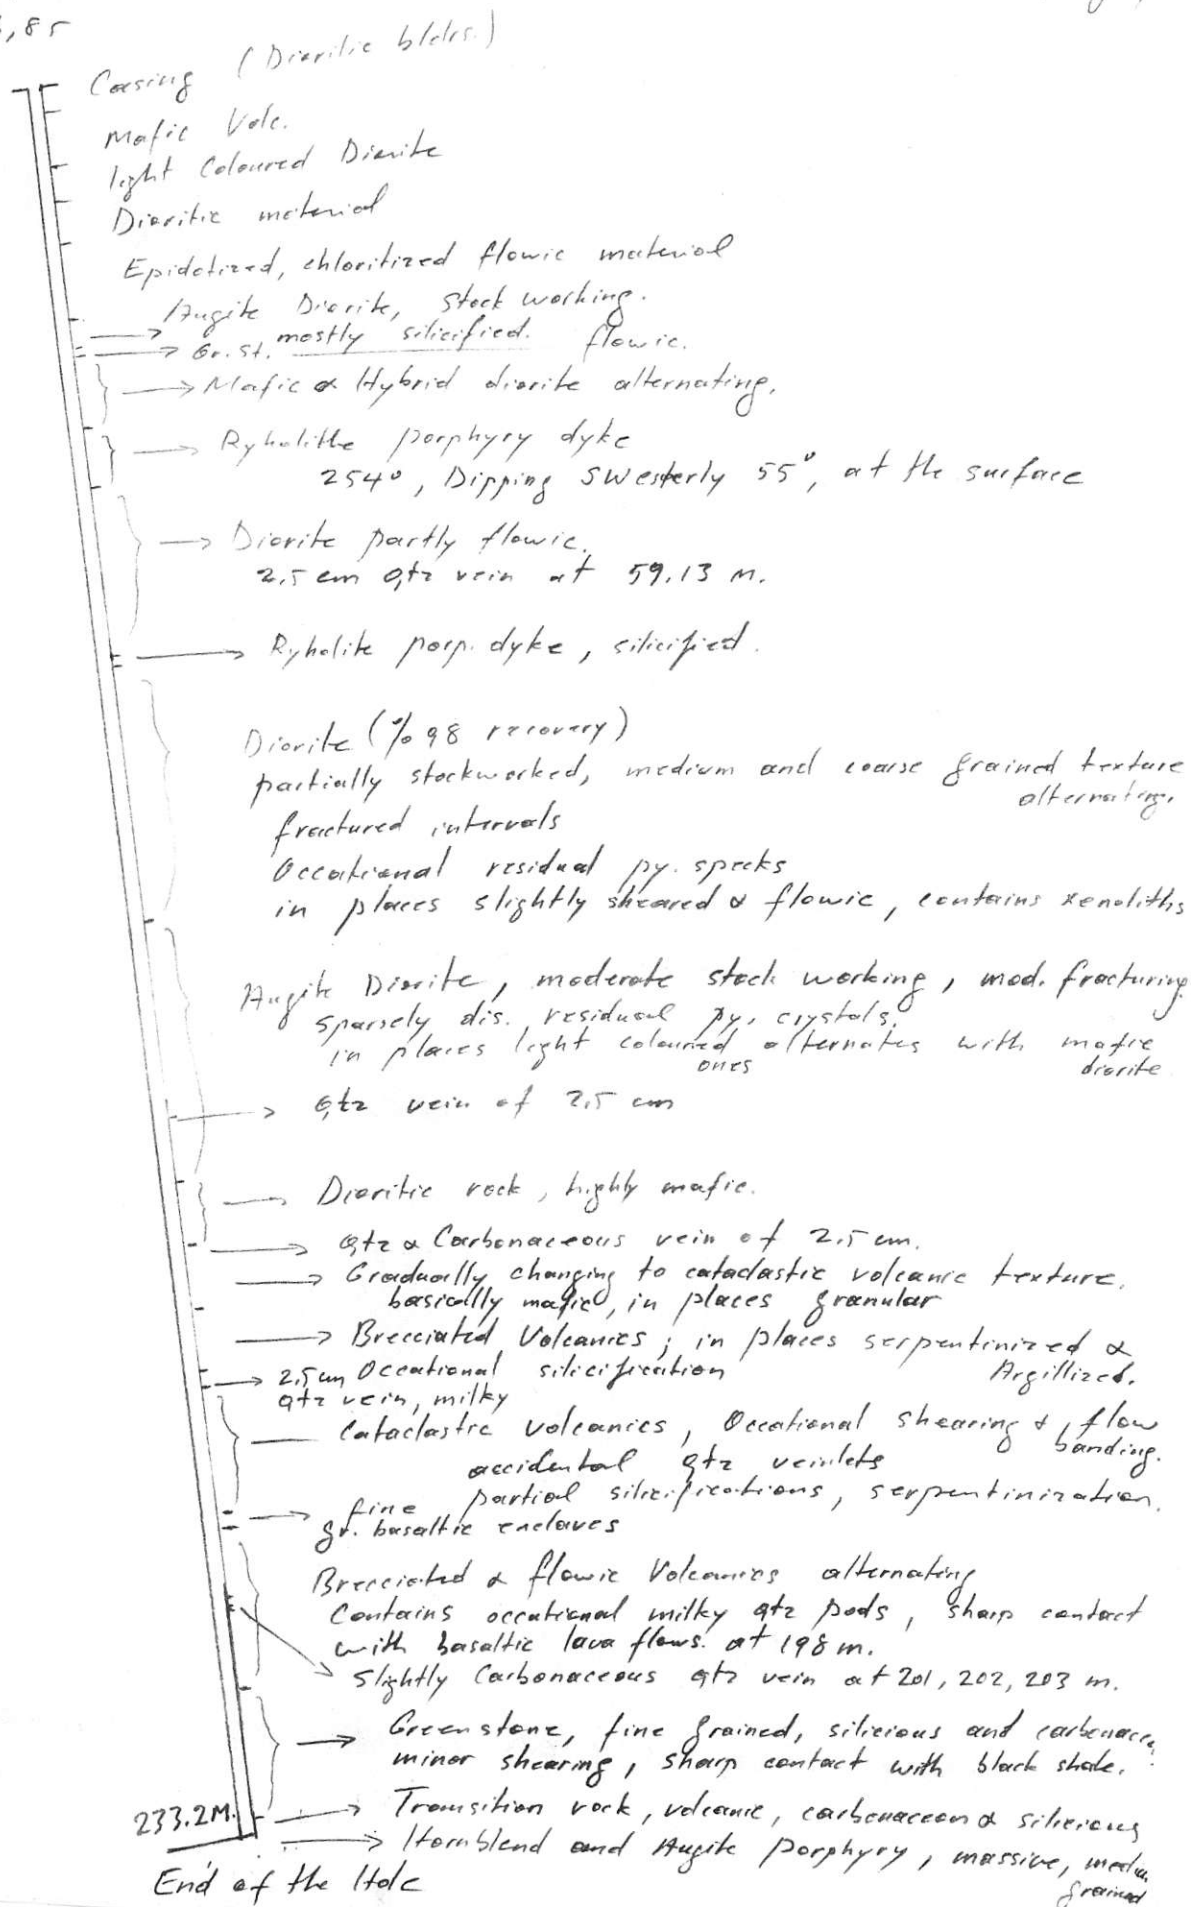 ,85
Casing (Dioritic bldrs.)
Mafic Volc.
light Coloured Diorite
Dioritic material
Epidotized, chloritized flowic material
Augite Diorite, stock working.
Gr. St. mostly silicified. flowic.
Mafic & Hybrid diorite alternating.
Ryholithe porphyry dyke
254°, Dipping SWesterly 55°, at the surface
Diorite partly flowic.
2,5 cm qtz vein at 59.13 M.
Ryholite porp. dyke, silicified.
Diorite (%98 recovery)
partially stockworked, medium and coarse grained texture
alternating.
fractured intervals
Occational residual py. specks
in places slightly sheared & flowic, contains xenoliths
Augite Diorite, moderate stock working, mod. fracturing.
sparsely dis., residual py. crystals.
in places light coloured alternates with mafic
ones diorite
Qtz vein of 2,5 cm
Dioritic rock, highly mafic.
Qtz & Carbonaceous vein of 2.5 cm.
Gradually changing to cataclastic volcanic texture.
basically mafic, in places granular
Brecciated Volcanics; in places serpentinized &
2,5 cm Occational silicification Argillized.
qtz vein, milky
Cataclastic volcanics, Occational shearing & flow
banding.
accidental qtz veinlets
partial silicifications, serpentinization.
fine
gr. basaltic enclaves
Brecciated & flowic Volcanics alternating
Contains occational milky qtz pods, sharp contact
with basaltic lava flows. at 198 m.
Slightly Carbonaceous qtz vein at 201, 202, 203 m.
Greenstone, fine grained, silicious and
minor shearing, sharp contact with black shale.
233.2M. Transition rock, volcanic, carbonaceou & silicious
Hornblend and Augite Porphyry, massive,
grained
End of the Hole